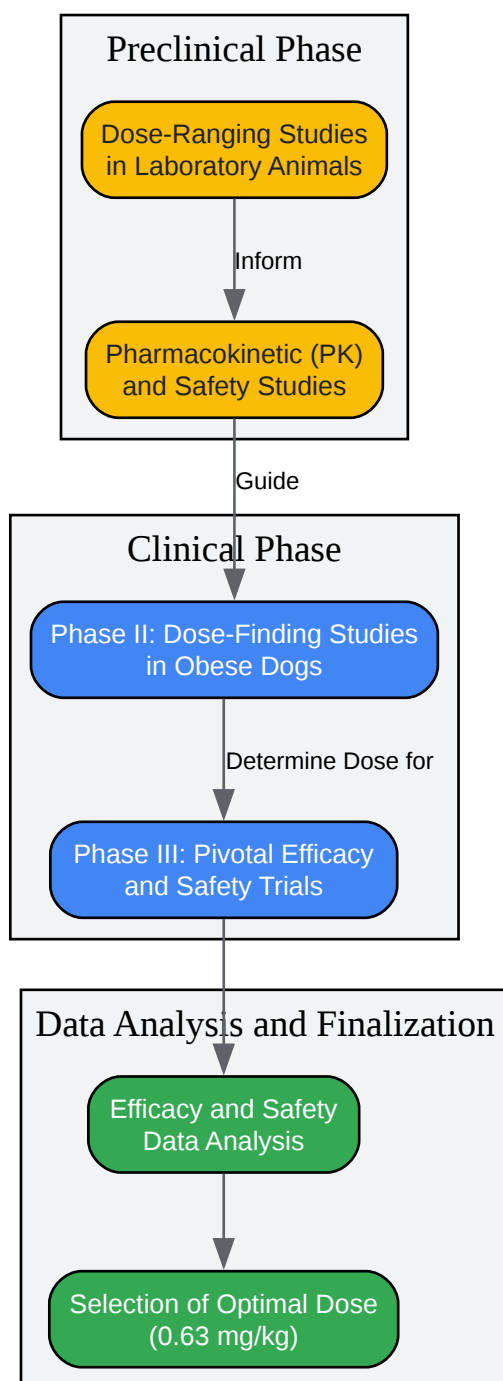 Preclinical Phase
Dose-Ranging Studies
in Laboratory Animals
Inform
Pharmacokinetic (PK)
and Safety Studies
Guide
Clinical Phase
Phase II: Dose-Finding Studies
in Obese Dogs
Determine Dose for
Phase III: Pivotal Efficacy
and Safety Trials
Data Analysis and Finalization
Efficacy and Safety
Data Analysis
Selection of Optimal Dose
(0.63 mg/kg)